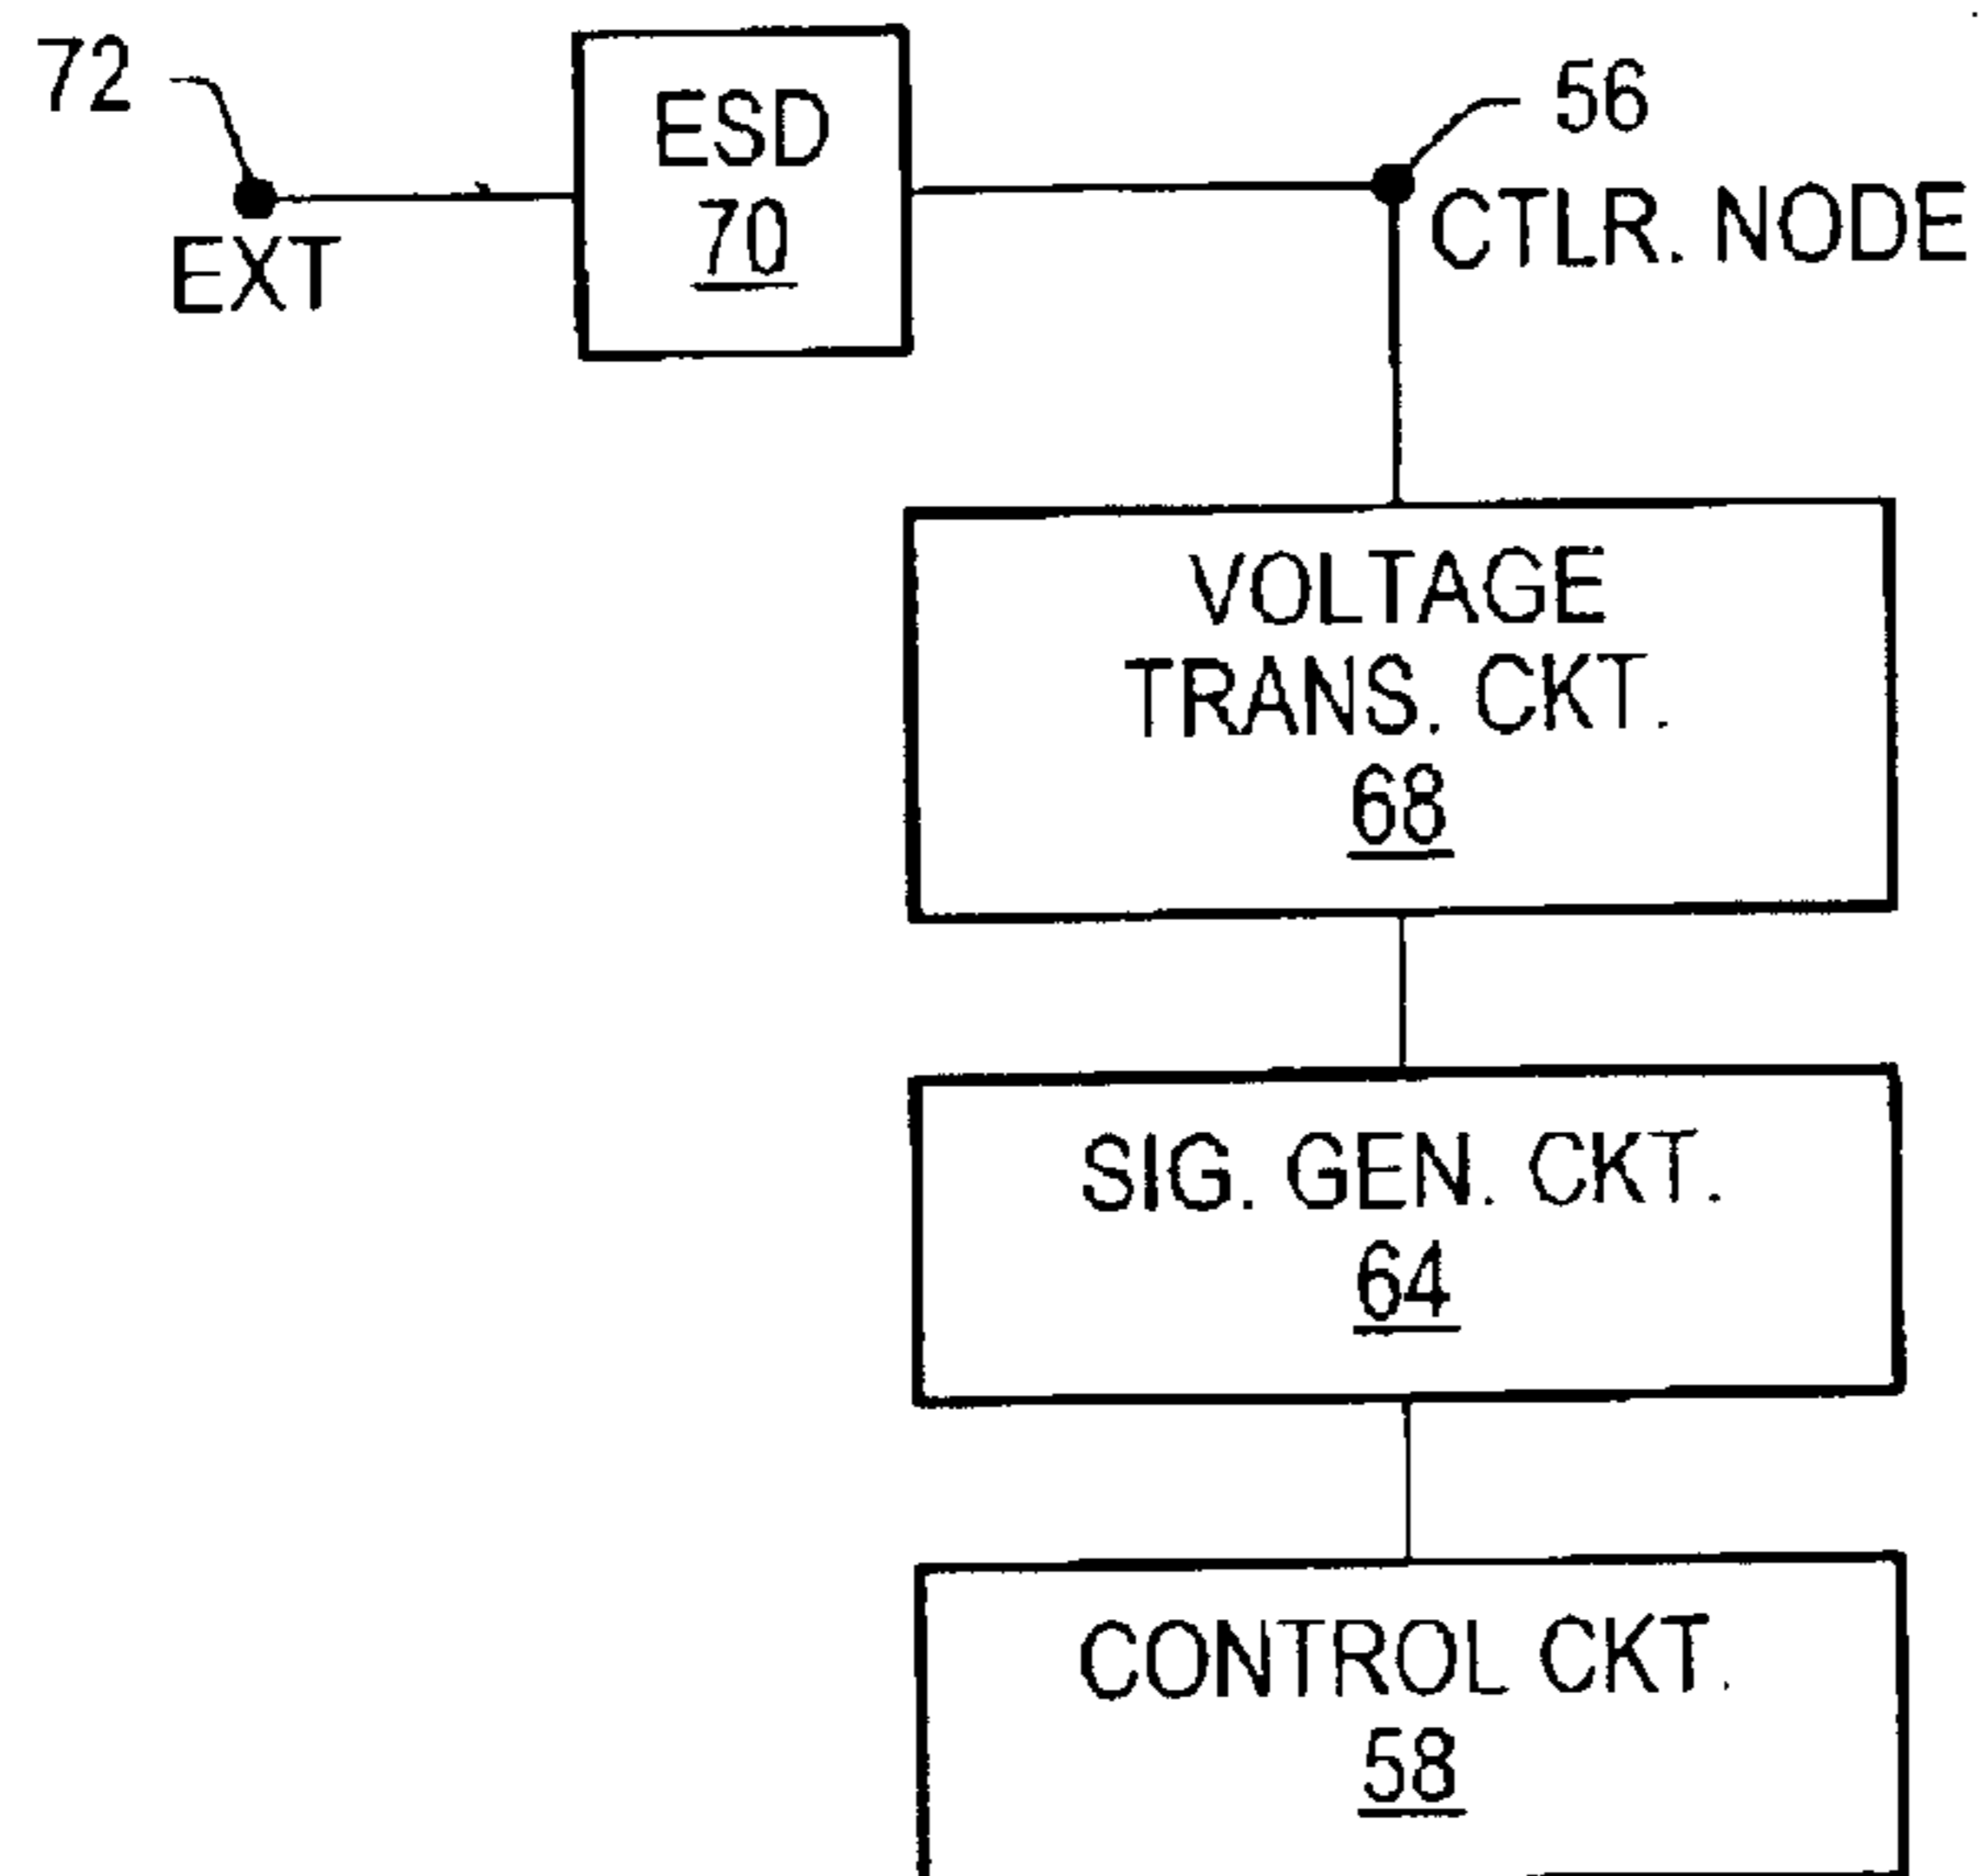 72
ESD
70
EXT
56
CTLR. NODE
VOLTAGE
TRANS. CKT.
68
SIG. GEN. CKT.
64
CONTROL CKT.
58